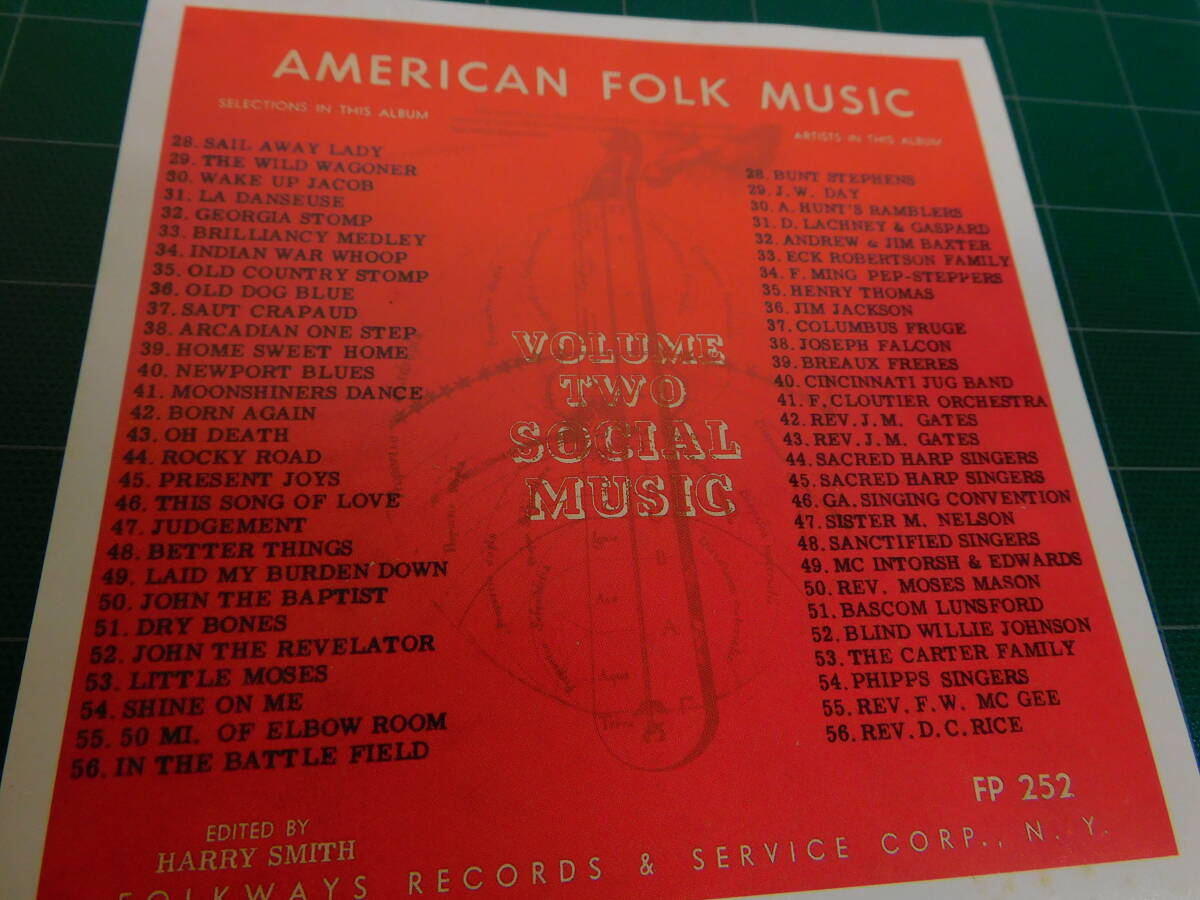 AMERICAN FOLK MUSIC
SELECTIONS IN THIS ALBUM
28. SAIL AWAY LADY
29. THE WILD WAGONER
30. WAKE UP JACOB
31. LA DANSEUSE
32. GEORGIA STOMP
33. BRILLIANCY MEDLEY
34. INDIAN WAR WHOOP
35. OLD COUNTRY STOMP
36. OLD DOG BLUE
37. SAUT CRAPAUD
38. ARCADIAN ONE STEP
39. HOME SWEET HOME
40. NEWPORT BLUES
41. MOONSHINERS DANCE
42. BORN AGAIN
43. OH DEATH
44. ROCKY ROAD
45. PRESENT JOYS
46. THIS SONG OF LOVE
47. JUDGEMENT
48. BETTER THINGS
49. LAID MY BURDEN DOWN
50. JOHN THE BAPTIST
51. DRY BONES
52. JOHN THE REVELATOR
53. LITTLE MOSES
54. SHINE ON ME
55. 50 MI. OF ELBOW ROOM
56. IN THE BATTLE FIELD
VOLUME
TWO
SOCIAL
MUSIC
ARTISTS IN THIS ALBUM
28. BUNT STEPHENS
29. J.W. DAY
30. A. HUNT'S RAMBLERS
31. D. LACHNEY & GASPARD
32. ANDREW & JIM BAXTER
33. ECK ROBERTSON FAMILY
34. F. MING PEP-STEPPERS
35. HENRY THOMAS
36. JIM JACKSON
37. COLUMBUS FRUGE
38. JOSEPH FALCON
39. BREAUX FRERES
40. CINCINNATI JUG BAND
41. F. CLOUTIER ORCHESTRA
42. REV. J.M. GATES
43. REV. J.M. GATES
44. SACRED HARP SINGERS
45. SACRED HARP SINGERS
46. GA. SINGING CONVENTION
47. SISTER M. NELSON
48. SANCTIFIED SINGERS
49. MC INTORSH & EDWARDS
50. REV. MOSES MASON
51. BASCOM LUNSFORD
52. BLIND WILLIE JOHNSON
53. THE CARTER FAMILY
54. PHIPPS SINGERS
55. REV. F.W. MC GEE
56. REV. D.C. RICE
FP 252
EDITED BY
HARRY SMITH
FOLKWAYS RECORDS & SERVICE CORP., N.Y.